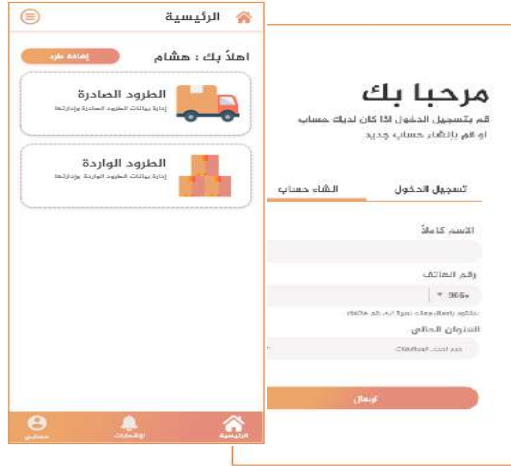 الرئيسية
اهلاً بك : هشام
إضافة طرد
الطرود الصادرة
إدارة بيانات الطرود الصادرة وإدارتها
الطرود الواردة
إدارة بيانات الطرود الواردة وإدارتها
الرئيسية
الإشعارات
حسابي
مرحبا بك
قم بتسجيل الدخول اذا كان لديك حساب
او قم بإنشاء حساب جديد
تسجيل الدخول
انشاء حساب
الاسم كاملاً
رقم الهاتف
966+
العنوان الحالي
ارسال